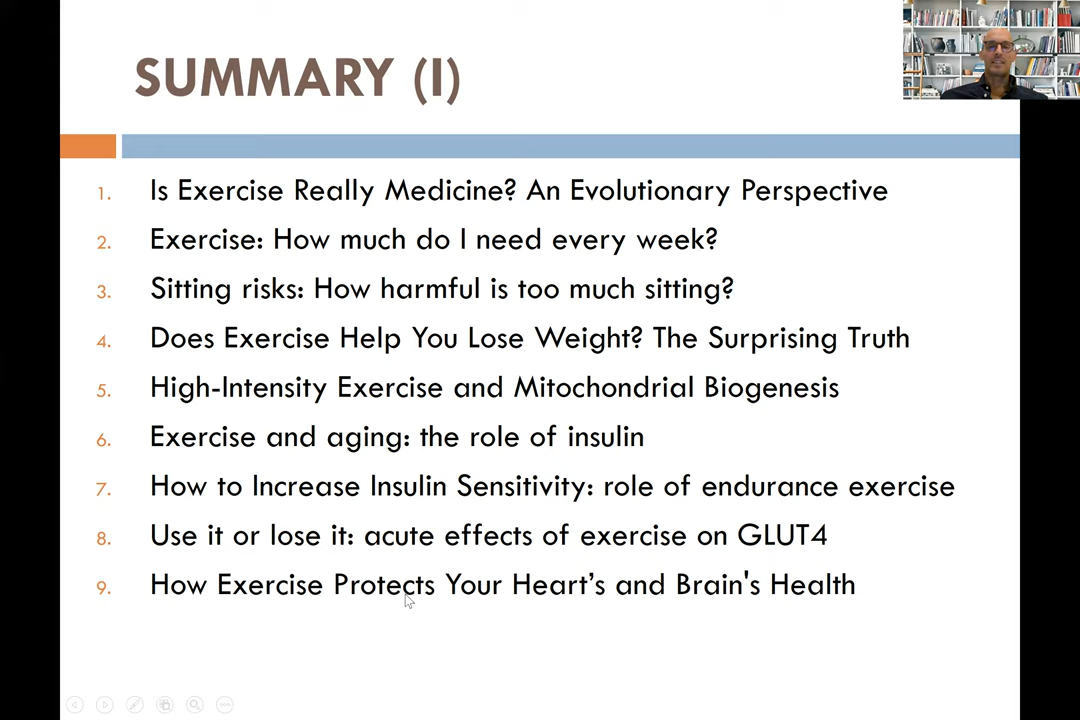 SUMMARY (I)
1. Is Exercise Really Medicine? An Evolutionary Perspective
2. Exercise: How much do I need every week?
3. Sitting risks: How harmful is too much sitting?
4. Does Exercise Help You Lose Weight? The Surprising Truth
5. High-Intensity Exercise and Mitochondrial Biogenesis
6. Exercise and aging: the role of insulin
7. How to Increase Insulin Sensitivity: role of endurance exercise
8. Use it or lose it: acute effects of exercise on GLUT4
9. How Exercise Protects Your Heart’s and Brain's Health